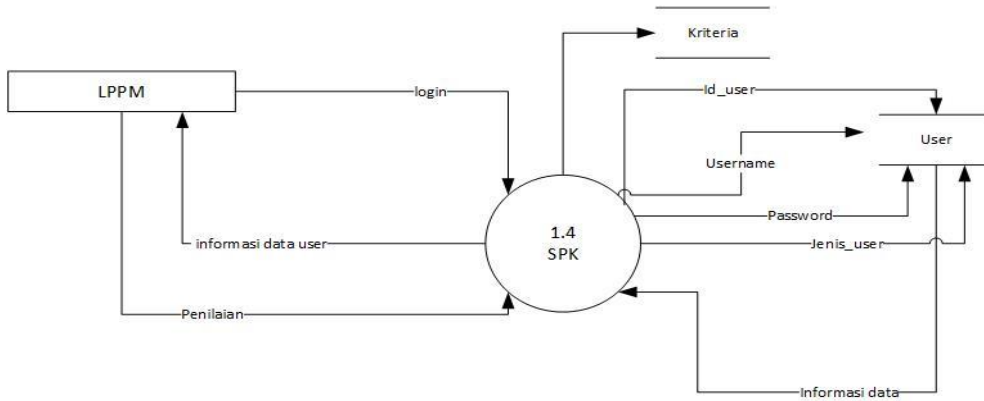 Kriteria
LPPM
login
Id_user
User
Username
Password
1.4
SPK
informasi data user
Jenis_user
Penilaian
Informasi data